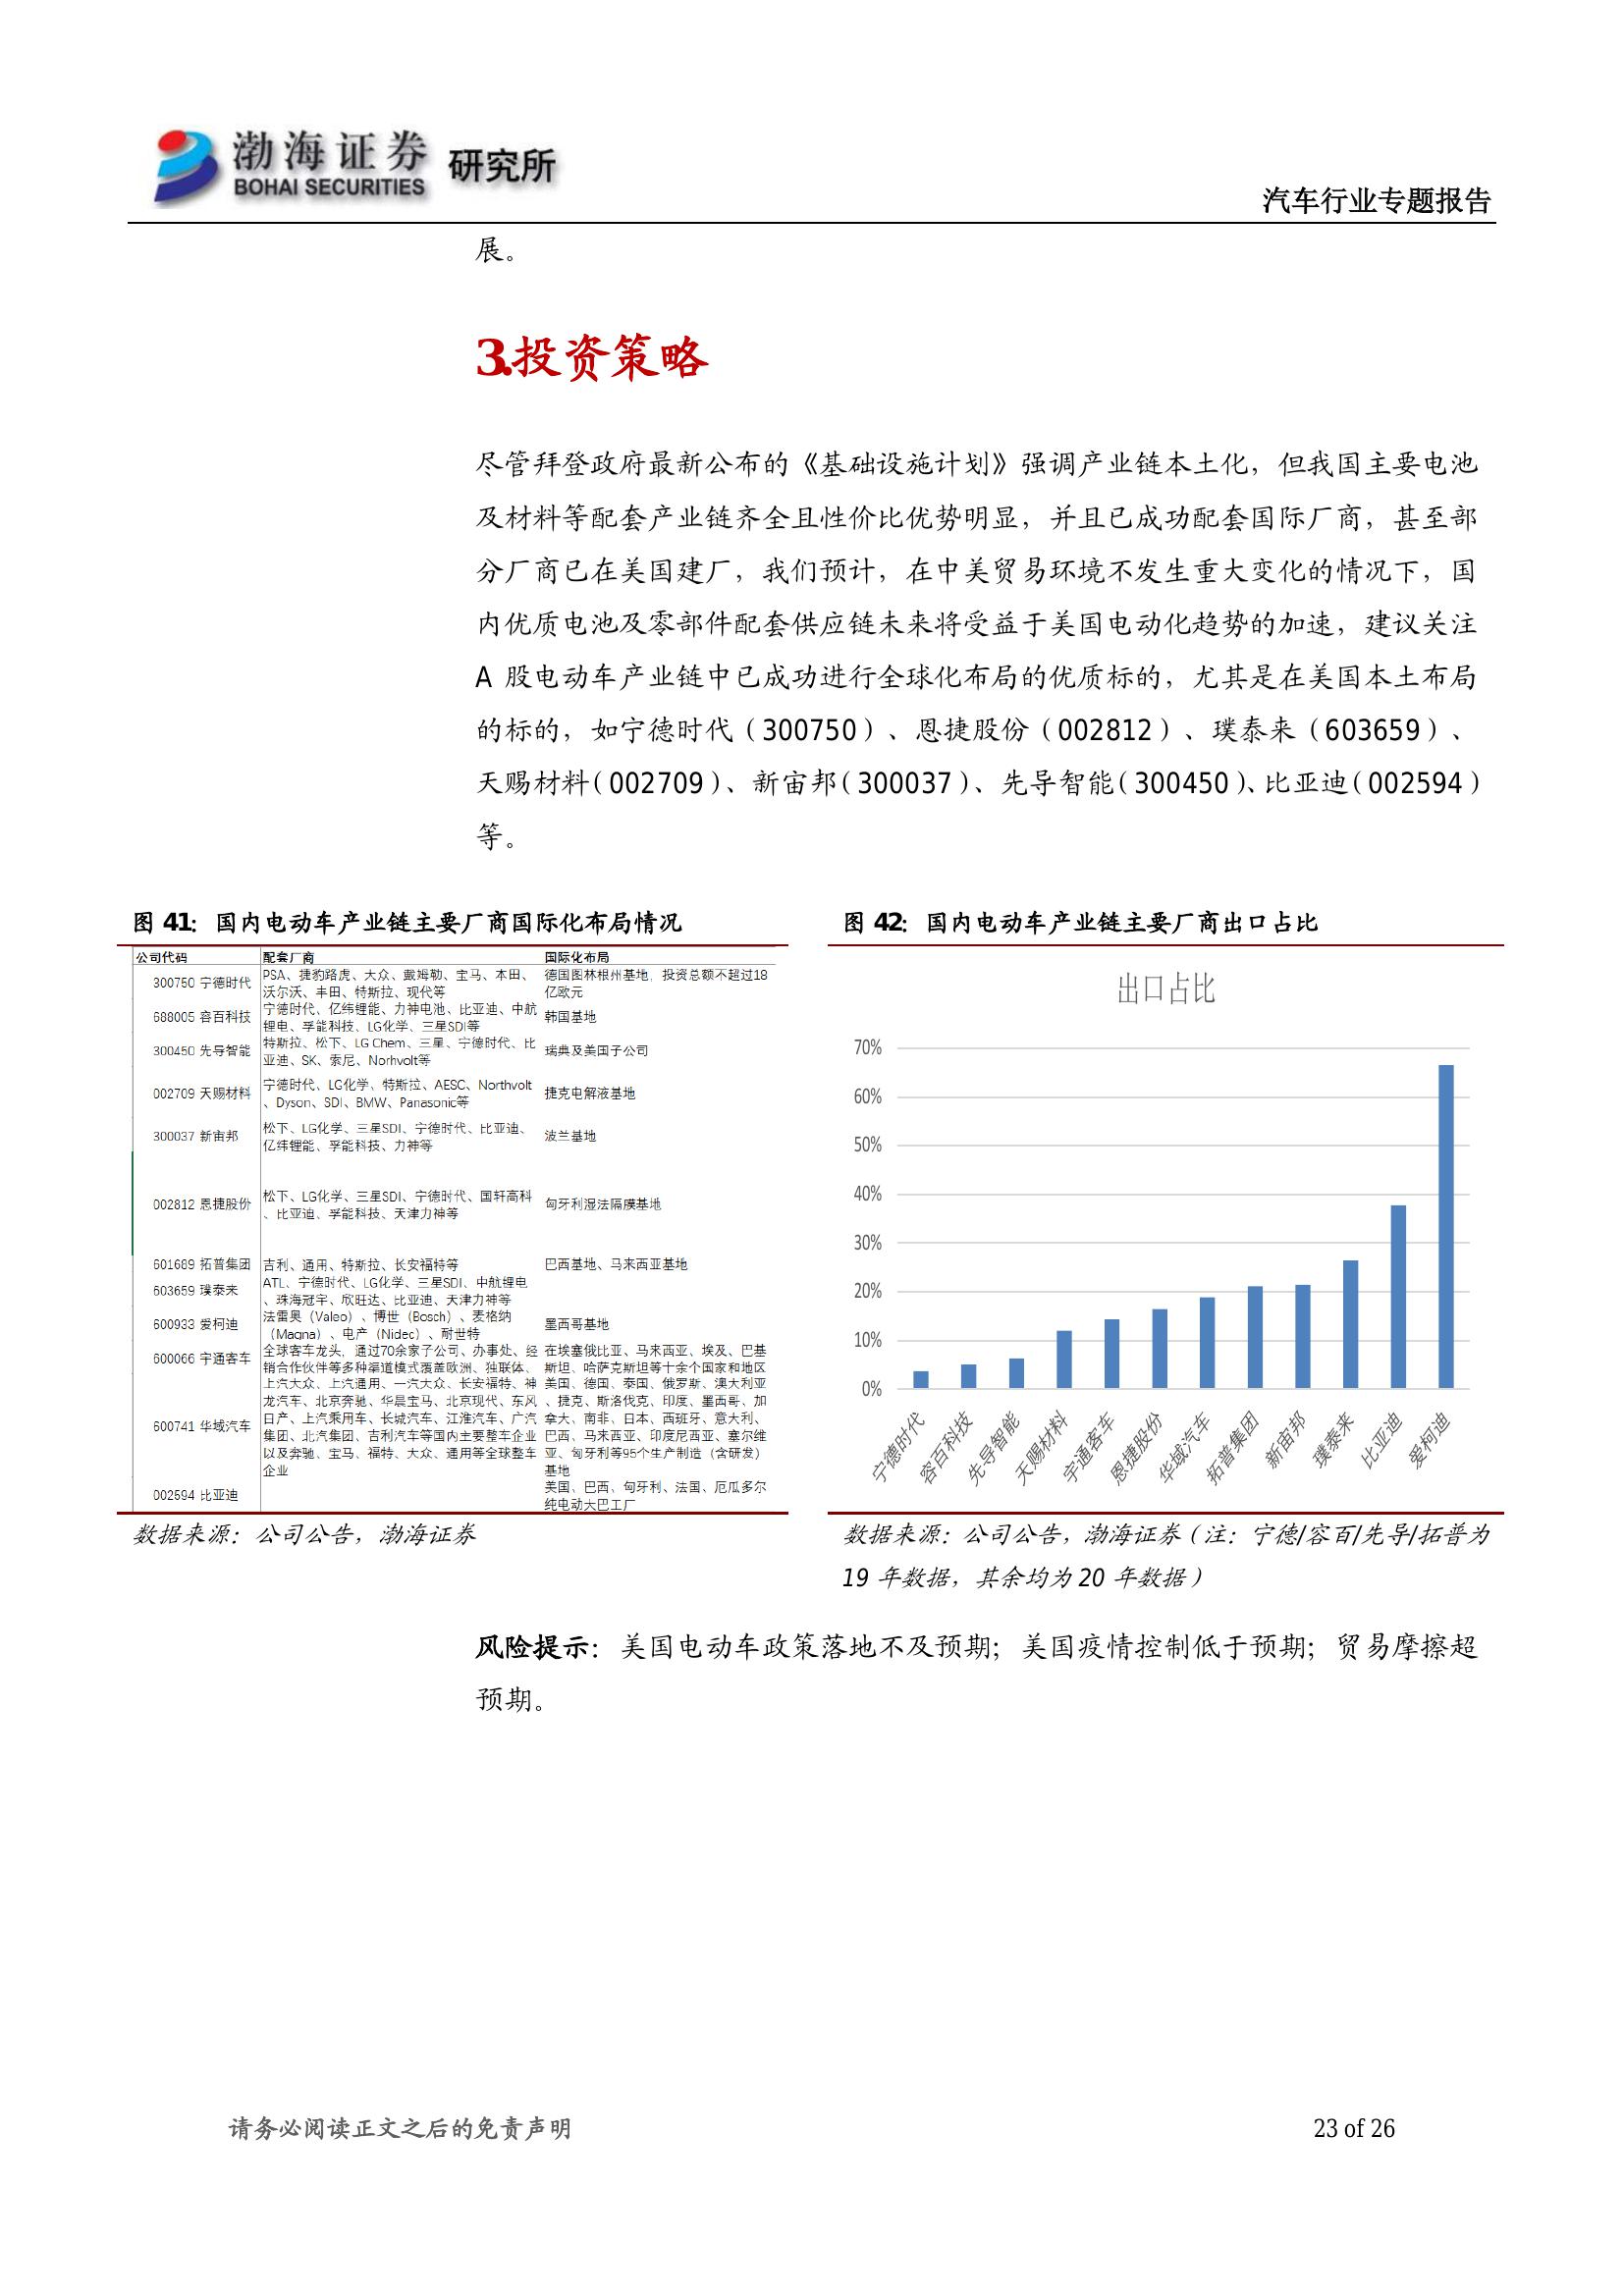 渤海证券 研究所
BOHAI SECURITIES
汽车行业专题报告
展。
3.投资策略
尽管拜登政府最新公布的《基础设施计划》强调产业链本土化，但我国主要电池
及材料等配套产业链齐全且性价比优势明显，并且已成功配套国际厂商，甚至部
分厂商已在美国建厂，我们预计，在中美贸易环境不发生重大变化的情况下，国
内优质电池及零部件配套供应链未来将受益于美国电动化趋势的加速，建议关注
A 股电动车产业链中已成功进行全球化布局的优质标的，尤其是在美国本土布局
的标的，如宁德时代（300750）、恩捷股份（002812）、璞泰来（603659）、
天赐材料（002709）、新宙邦（300037）、先导智能（300450）、比亚迪（002594）
等。
图 41：国内电动车产业链主要厂商国际化布局情况
公司代码 配套厂商 国际化布局
300750 宁德时代 PSA、捷豹路虎、大众、戴姆勒、宝马、本田、 德国图林根州基地，投资总额不超过18
沃尔沃、丰田、特斯拉、现代等 亿欧元
688005 容百科技 宁德时代、亿纬锂能、力神电池、比亚迪、中航 韩国基地
锂电、孚能科技、LG化学、三星SDI等
300450 先导智能 特斯拉、松下、LG Chem、三星、宁德时代、比 瑞典及美国子公司
亚迪、SK、索尼、Norhvolt等
002709 天赐材料 宁德时代、LG化学、特斯拉、AESC、Northvolt 捷克电解液基地
、Dyson、SDI、BMW、Panasonic等
300037 新宙邦 松下、LG化学、三星SDI、宁德时代、比亚迪、 波兰基地
亿纬锂能、孚能科技、力神等
002812 恩捷股份 松下、LG化学、三星SDI、宁德时代、国轩高科 匈牙利湿法隔膜基地
、比亚迪、孚能科技、天津力神等
601689 拓普集团 吉利、通用、特斯拉、长安福特等 巴西基地、马来西亚基地
603659 璞泰来 ATL、宁德时代、LG化学、三星SDI、中航锂电
、珠海冠宇、欣旺达、比亚迪、天津力神等
600933 爱柯迪 法雷奥（Valeo）、博世（Bosch）、麦格纳 墨西哥基地
（Magna）、电产（Nidec）、耐世特
600066 宇通客车 全球客车龙头，通过70余家子公司、办事处、经 在埃塞俄比亚、马来西亚、埃及、巴基
销合作伙伴等多种渠道模式覆盖欧洲、独联体、 斯坦、哈萨克斯坦等十余个国家和地区
600741 华域汽车 上汽大众、上汽通用、一汽大众、长安福特、神 美国、德国、泰国、俄罗斯、澳大利亚
龙汽车、北京奔驰、华晨宝马、北京现代、东风 、捷克、斯洛伐克、印度、墨西哥、加
日产、上汽乘用车、长城汽车、江淮汽车、广汽 拿大、南非、日本、西班牙、意大利、
集团、北汽集团、吉利汽车等国内主要整车企业 巴西、马来西亚、印度尼西亚、塞尔维
以及奔驰、宝马、福特、大众、通用等全球整车 亚、匈牙利等95个生产制造（含研发）
企业 基地
002594 比亚迪 美国、巴西、匈牙利、法国、厄瓜多尔
纯电动大巴工厂
数据来源：公司公告，渤海证券
图 42：国内电动车产业链主要厂商出口占比
出口占比
70%
60%
50%
40%
30%
20%
10%
0%
宁德时代 容百科技 先导智能 天赐材料 宇通客车 恩捷股份 华域汽车 拓普集团 新宙邦 璞泰来 比亚迪 爱柯迪
数据来源：公司公告，渤海证券（注：宁德/容百/先导/拓普为
19 年数据，其余均为 20 年数据）
风险提示：美国电动车政策落地不及预期；美国疫情控制低于预期；贸易摩擦超
预期。
请务必阅读正文之后的免责声明
23 of 26